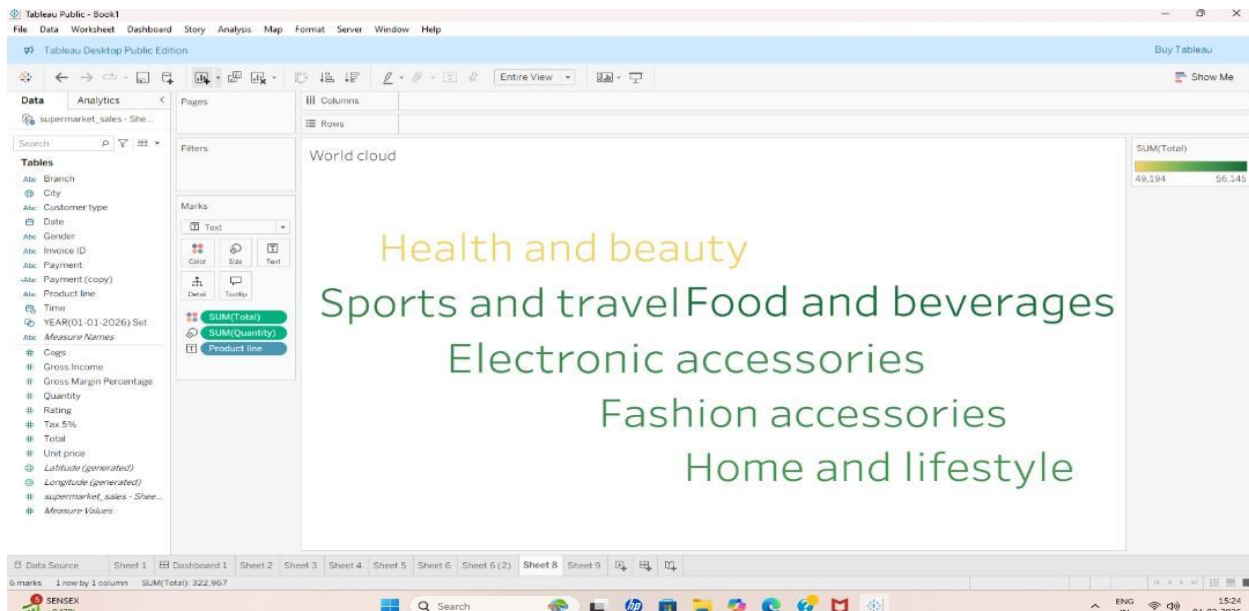 Tableau Public - Book1
File Data Worksheet Dashboard Story Analysis Map Format Server Window Help
Tableau Desktop Public Edition
Buy Tableau
Entire View
Show Me
Data Analytics
supermarket_sales - She...
Search
Tables
Abc Branch
City
Abc Customer type
Date
Abc Gender
Abc Invoice ID
Abc Payment
Abc Payment (copy)
Abc Product line
Time
YEAR(01-01-2026) Set
Abc Measure Names
# Cogs
# Gross Income
# Gross Margin Percentage
# Quantity
# Rating
# Tax 5%
# Total
# Unit price
Latitude (generated)
Longitude (generated)
# supermarket_sales - Shee...
# Measure Values
Pages
Filters
Marks
Text
Color Size Text
Detail Tooltip
SUM(Total)
SUM(Quantity)
Product line
Columns
Rows
World cloud
Health and beauty
Sports and travel Food and beverages
Electronic accessories
Fashion accessories
Home and lifestyle
SUM(Total)
49,194 56,145
Data Source Sheet 1 Dashboard 1 Sheet 2 Sheet 3 Sheet 4 Sheet 5 Sheet 6 Sheet 6 (2) Sheet 8 Sheet 9
6 marks 1 row by 1 column SUM(Total): 322,967
SENSEX
Search
ENG
15:24